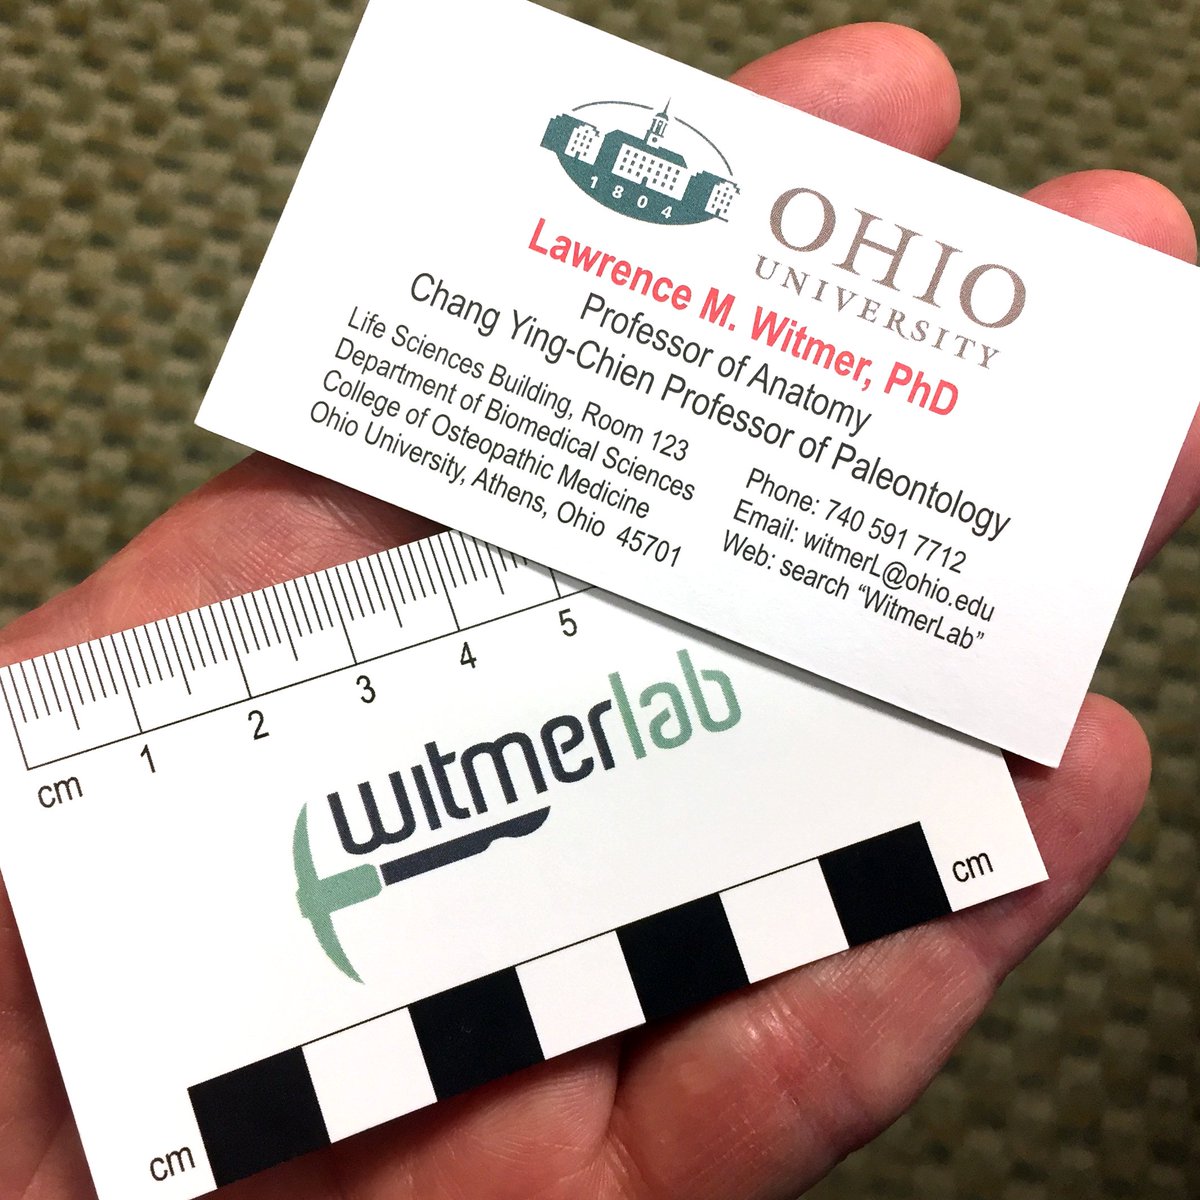 1804
OHIO
UNIVERSITY
Lawrence M. Witmer, PhD
Professor of Anatomy
Chang Ying-Chien Professor of Paleontology
Life Sciences Building, Room 123
Department of Biomedical Sciences
College of Osteopathic Medicine
Ohio University, Athens, Ohio 45701
Phone: 740 591 7712
Email: witmerL@ohio.edu
Web: search “WitmerLab”
cm 1 2 3 4 5
witmerlab
cm
cm